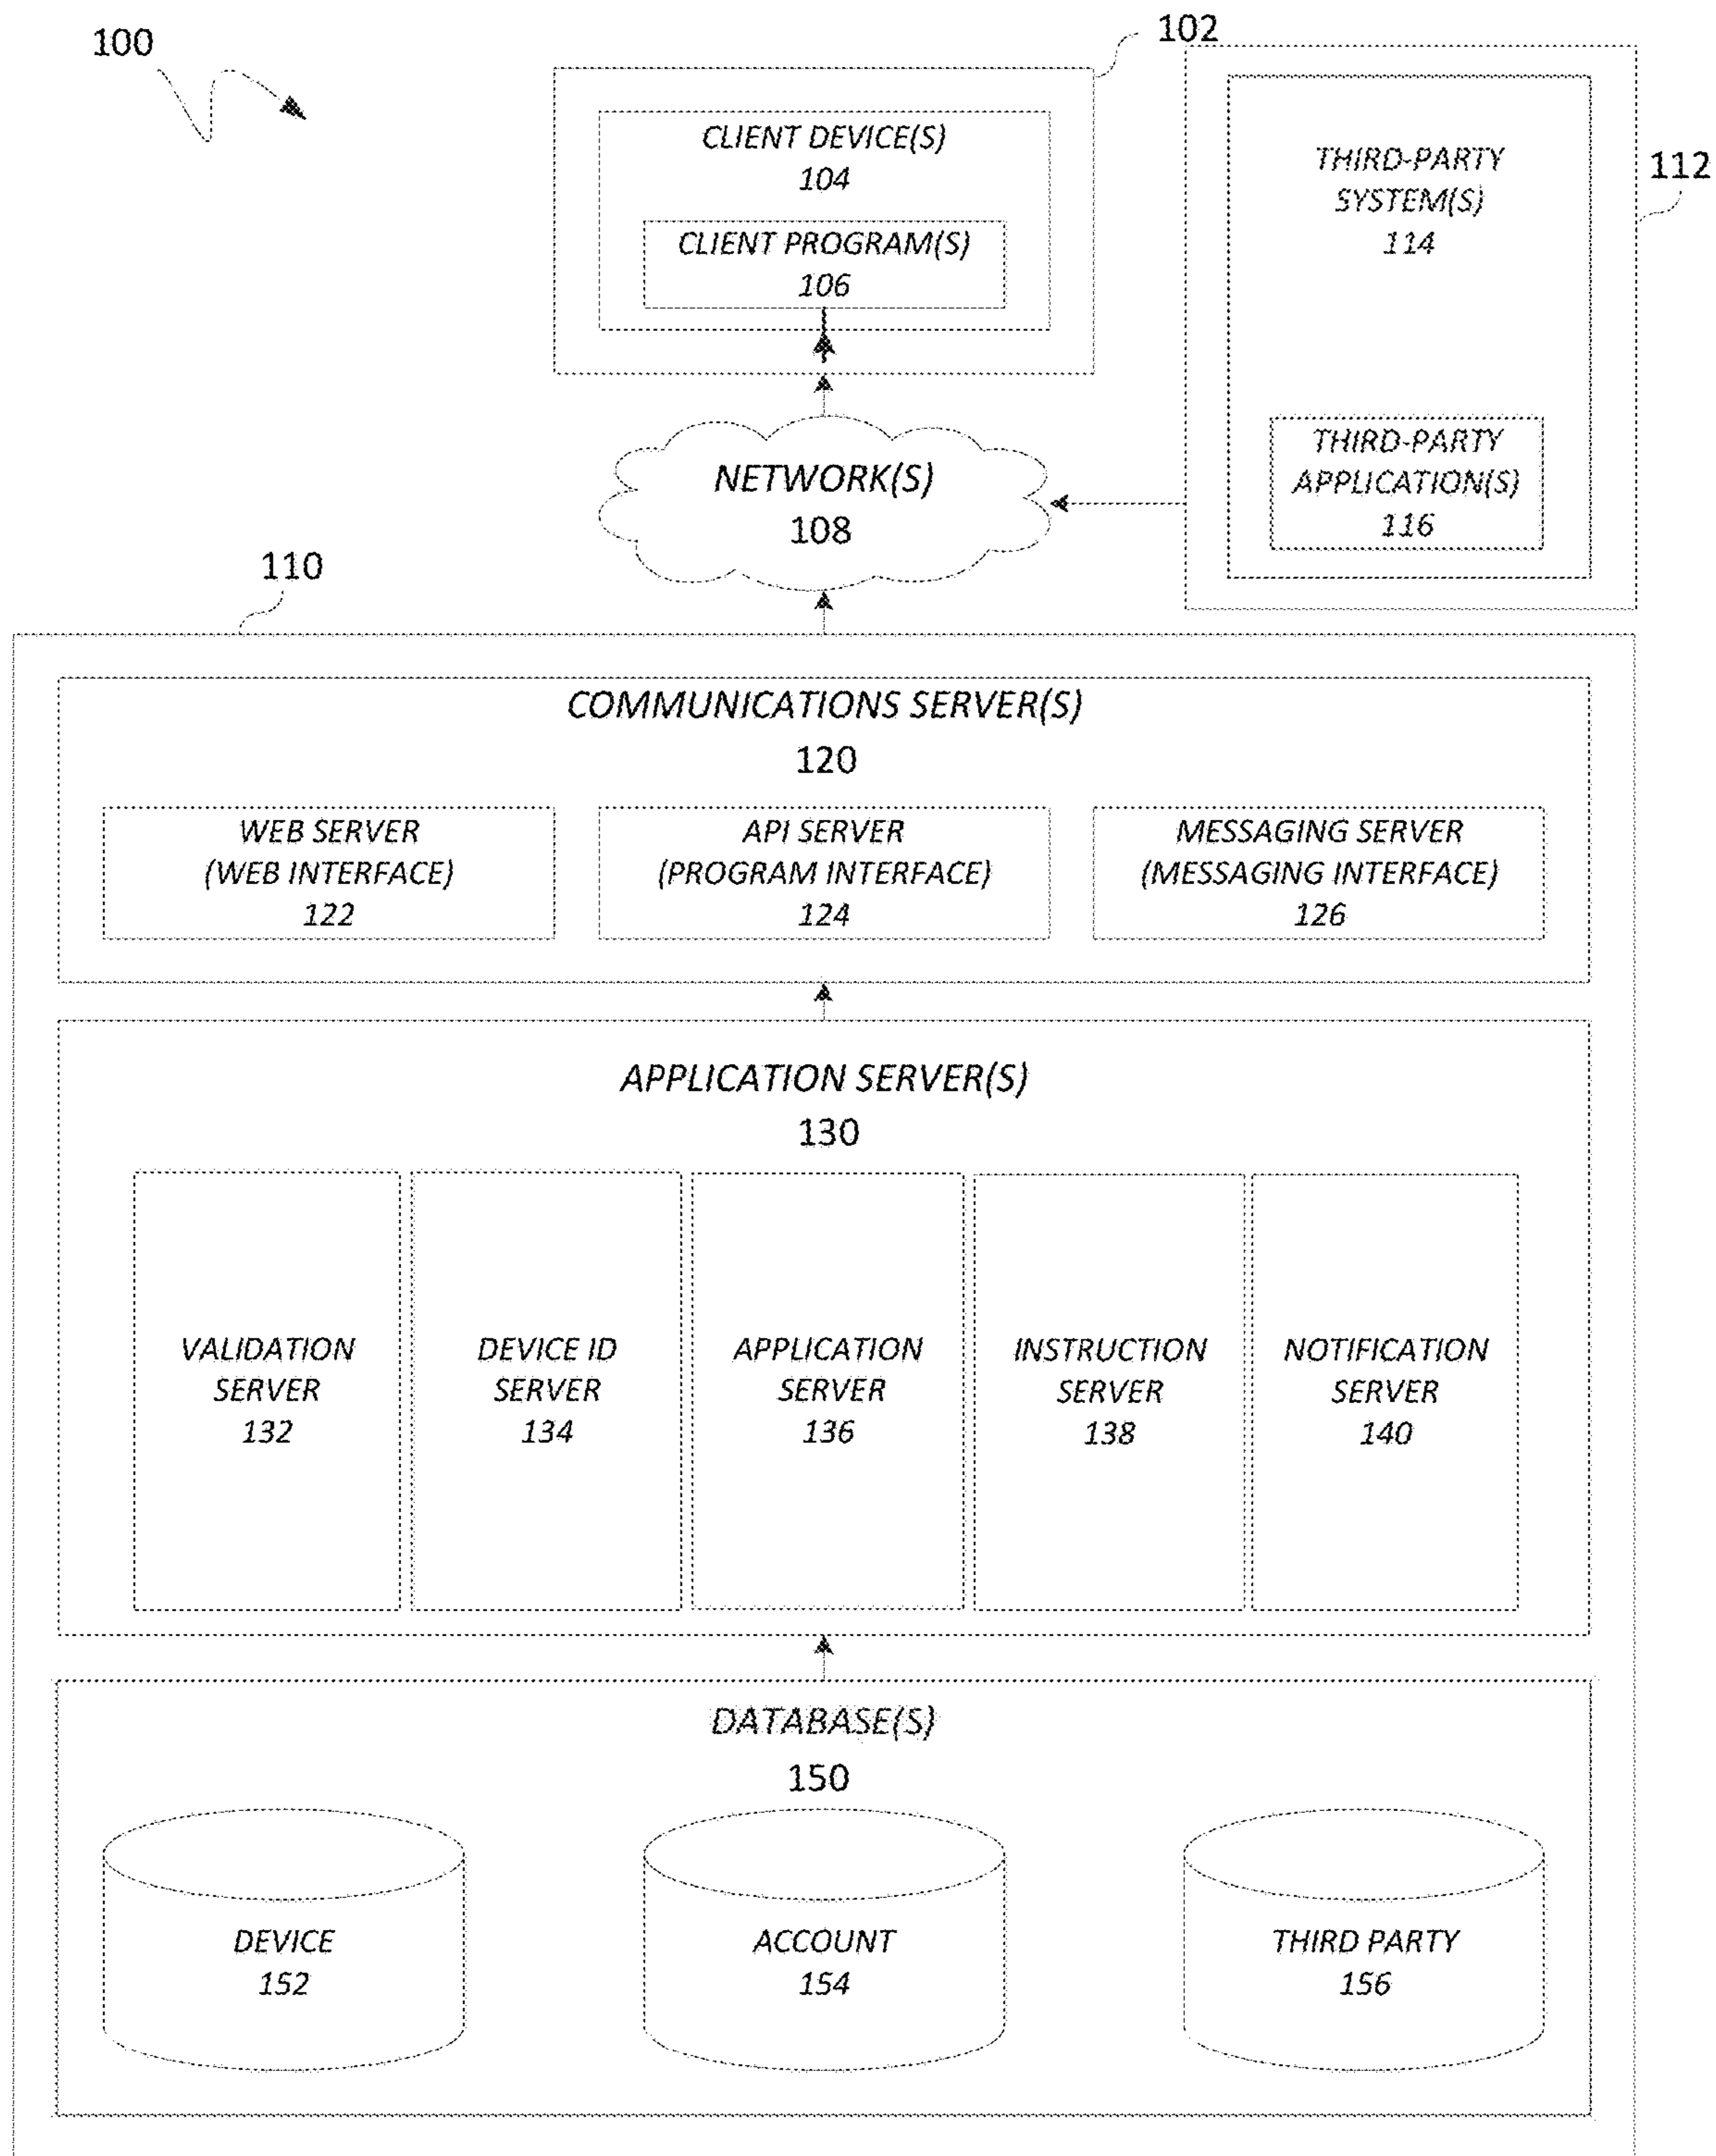 100
102
CLIENT DEVICE(S)
104
CLIENT PROGRAM(S)
106
112
THIRD-PARTY
SYSTEM(S)
114
THIRD-PARTY
APPLICATION(S)
116
NETWORK(S)
108
110
COMMUNICATIONS SERVER(S)
120
WEB SERVER
(WEB INTERFACE)
122
API SERVER
(PROGRAM INTERFACE)
124
MESSAGING SERVER
(MESSAGING INTERFACE)
126
APPLICATION SERVER(S)
130
VALIDATION
SERVER
132
DEVICE ID
SERVER
134
APPLICATION
SERVER
136
INSTRUCTION
SERVER
138
NOTIFICATION
SERVER
140
DATABASE(S)
150
DEVICE
152
ACCOUNT
154
THIRD PARTY
156